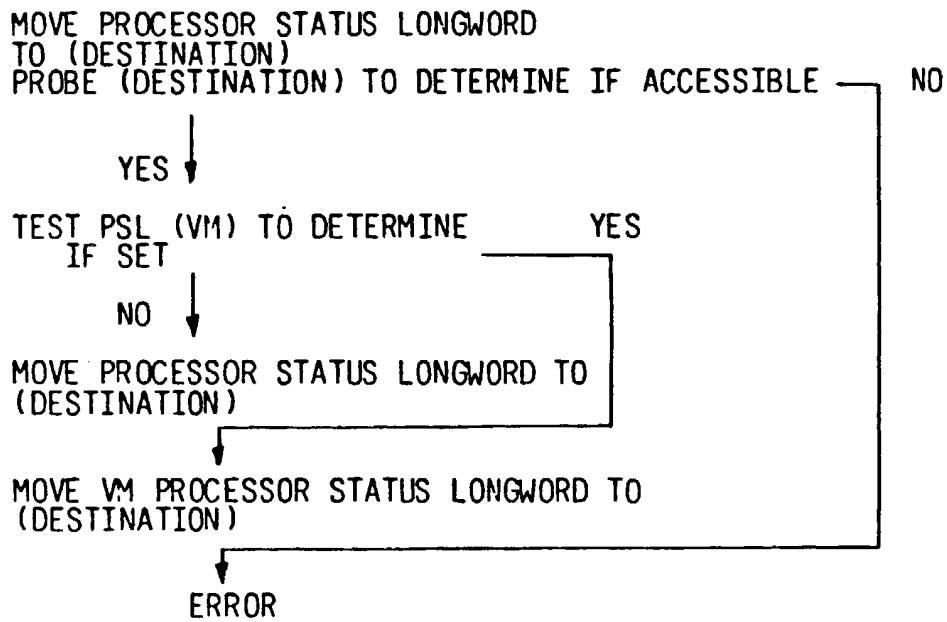 MOVE PROCESSOR STATUS LONGWORD
TO (DESTINATION)
PROBE (DESTINATION) TO DETERMINE IF ACCESSIBLE NO
YES
TEST PSL (VM) TO DETERMINE YES
IF SET
NO
MOVE PROCESSOR STATUS LONGWORD TO
(DESTINATION)
MOVE VM PROCESSOR STATUS LONGWORD TO
(DESTINATION)
ERROR